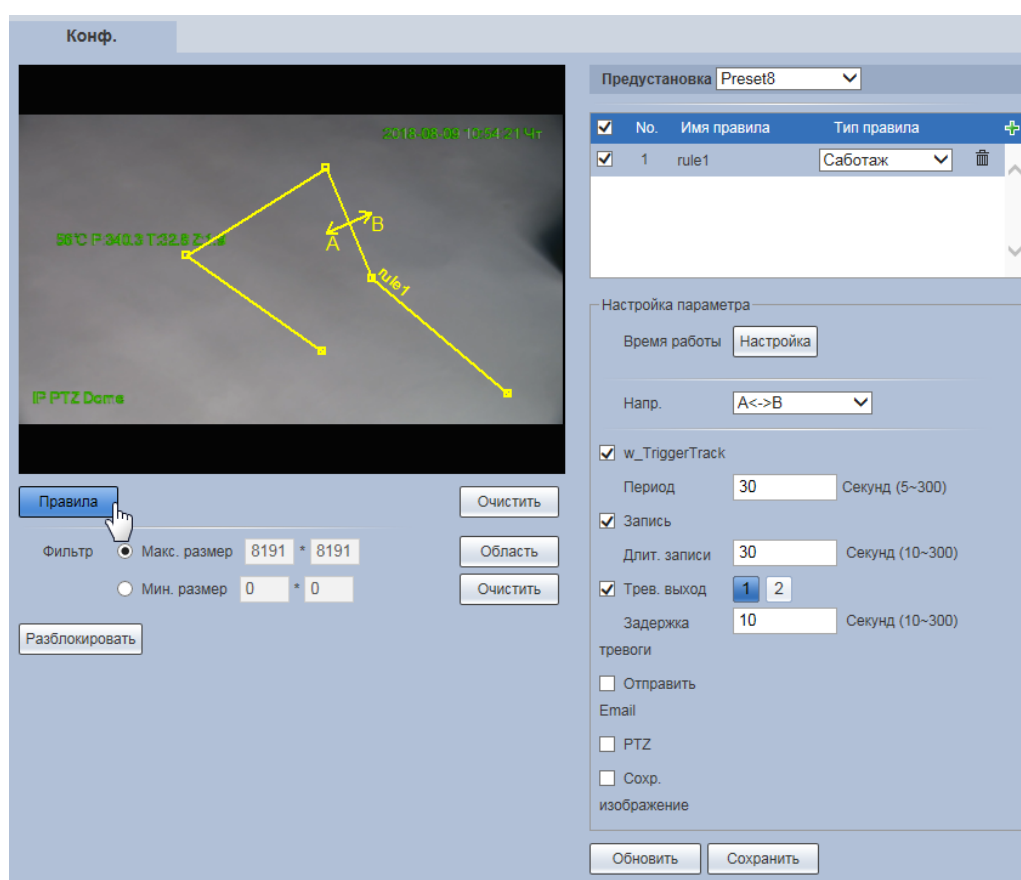 Конф.
2018-08-09 10:54:21 Чт
B
A
rule1
IP PTZ Dome
Правила
Очистить
Фильтр Макс. размер 8191 * 8191
Область
Мин. размер 0 * 0
Очистить
Разблокировать
Предустановка Preset8
No. Имя правила Тип правила
1 rule1 Саботаж
Настройка параметра
Время работы Настройка
Напр. A<->B
w_TriggerTrack
Период 30 Секунд (5~300)
Запись
Длит. записи 30 Секунд (10~300)
Трев. выход 1 2
Задержка 10 Секунд (10~300)
тревоги
Отправить
Email
PTZ
Сохр.
изображение
Обновить Сохранить